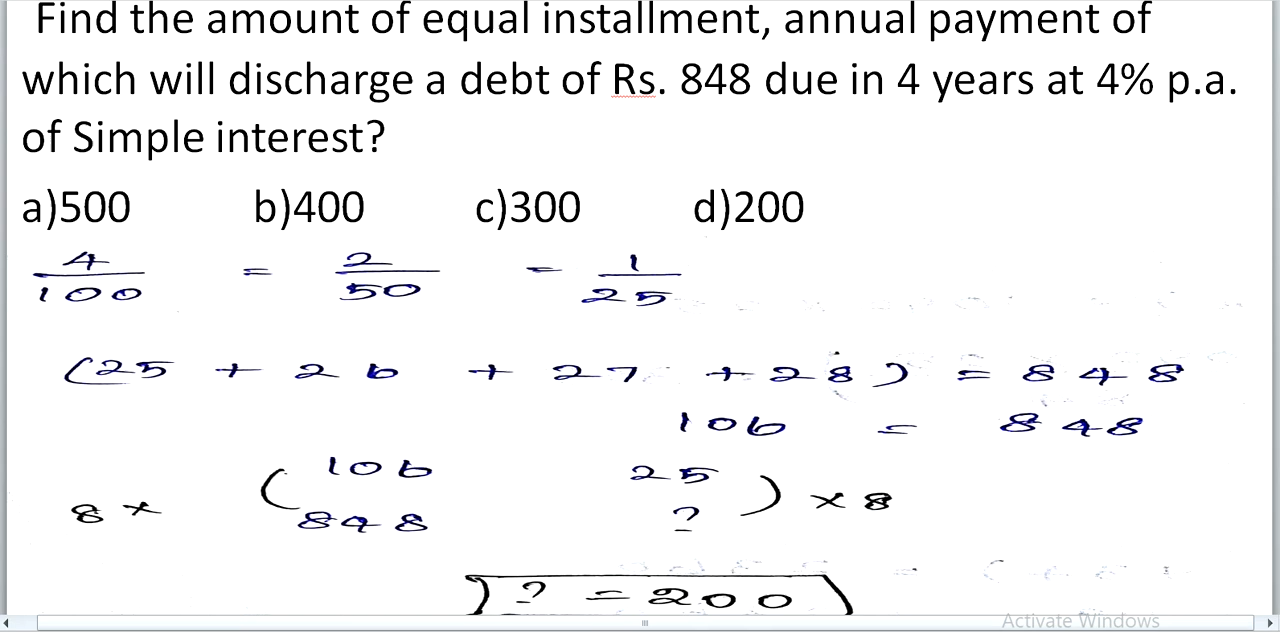 Find the amount of equal installment, annual payment of
which will discharge a debt of Rs. 848 due in 4 years at 4% p.a.
of Simple interest?
a)500 b)400 c)300 d)200
4/100 = 2/50 = 1/25
(25 + 26 + 27 + 28) = 848
106 = 848
8 × ( 106 25 ) × 8
848 ?
? = 200
Activate Windows